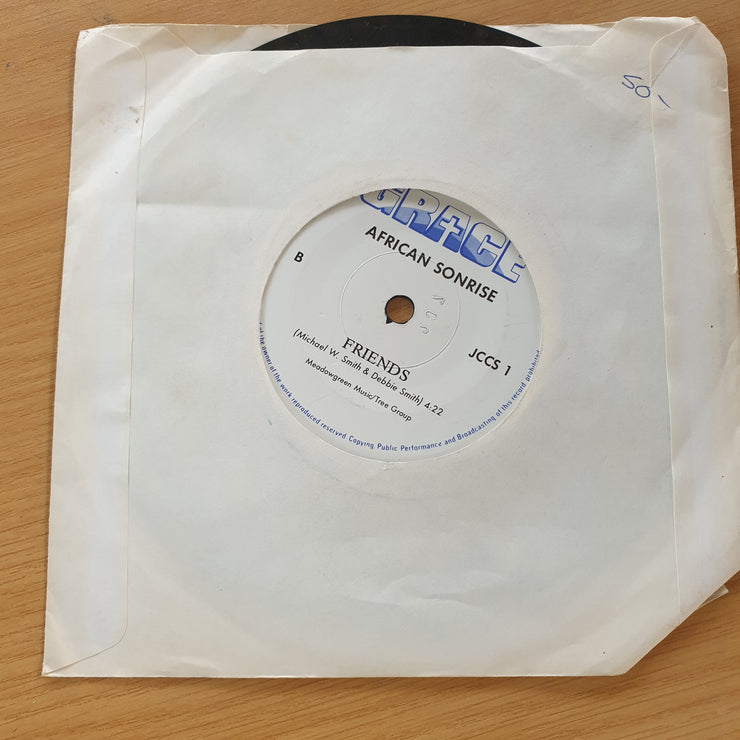 50-
GRACE
AFRICAN SONRISE
B
JCCS 1
FRIENDS
(Michael W. Smith & Debbie Smith) 4:22
Meadowgreen Music/Tree Group
the owner of the work reproduced reserved Copying Public Performance and Broadcasting of this record prohibited